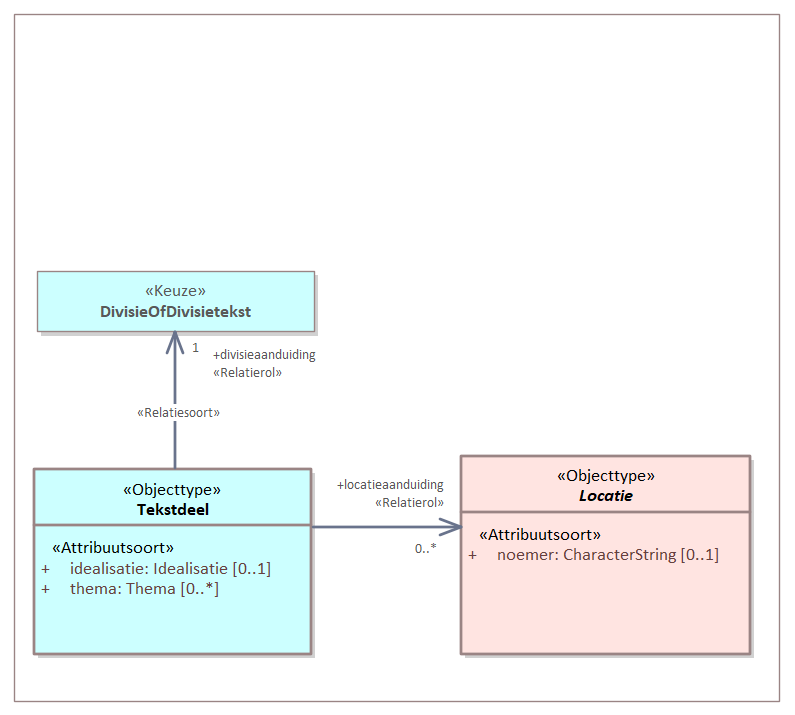 «Keuze»
DivisieOfDivisietekst
1
+divisieaanduiding
«Relatierol»
«Relatiesoort»
«Objecttype»
Tekstdeel
«Attribuutsoort»
+ idealisatie: Idealisatie [0..1]
+ thema: Thema [0..*]
+locatieaanduiding
«Relatierol»
0..*
«Objecttype»
Locatie
«Attribuutsoort»
+ noemer: CharacterString [0..1]